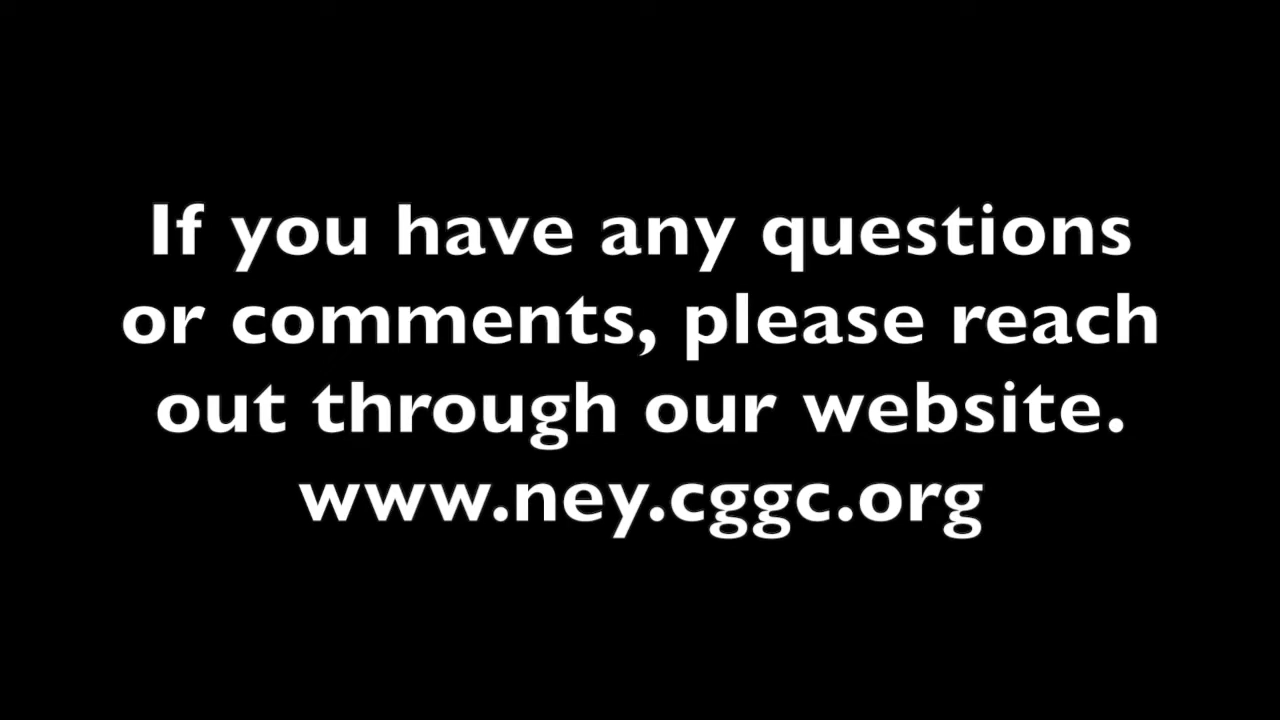 If you have any questions
or comments, please reach
out through our website.
www.ney.cggc.org